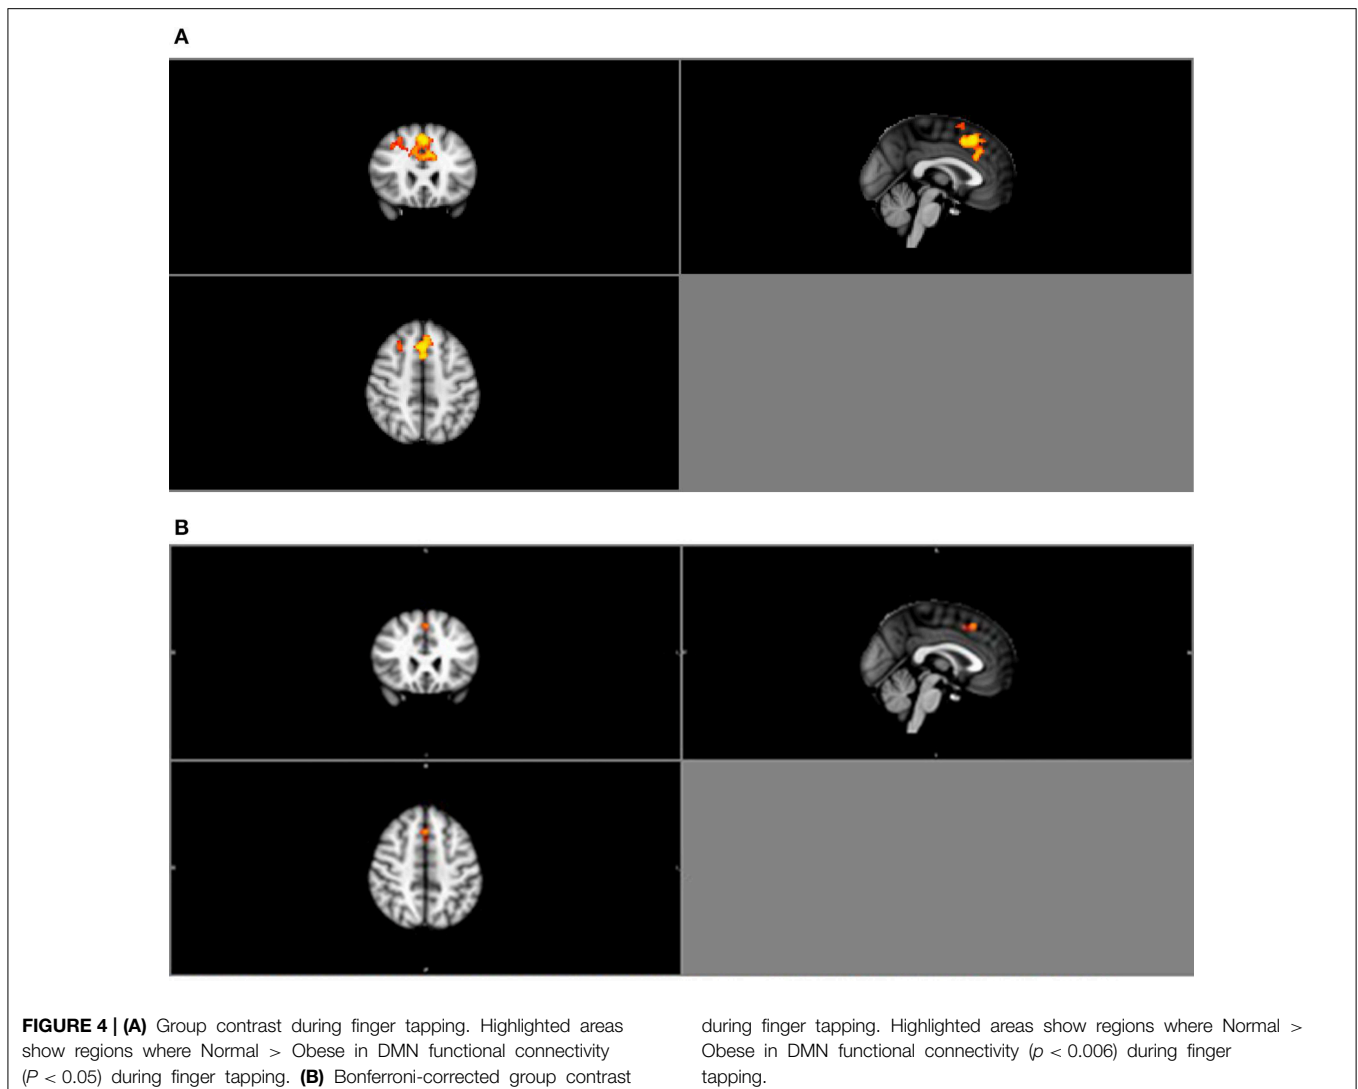 A
B
FIGURE 4 | (A) Group contrast during finger tapping. Highlighted areas
show regions where Normal > Obese in DMN functional connectivity
(P < 0.05) during finger tapping. (B) Bonferroni-corrected group contrast
during finger tapping. Highlighted areas show regions where Normal >
Obese in DMN functional connectivity (p < 0.006) during finger
tapping.